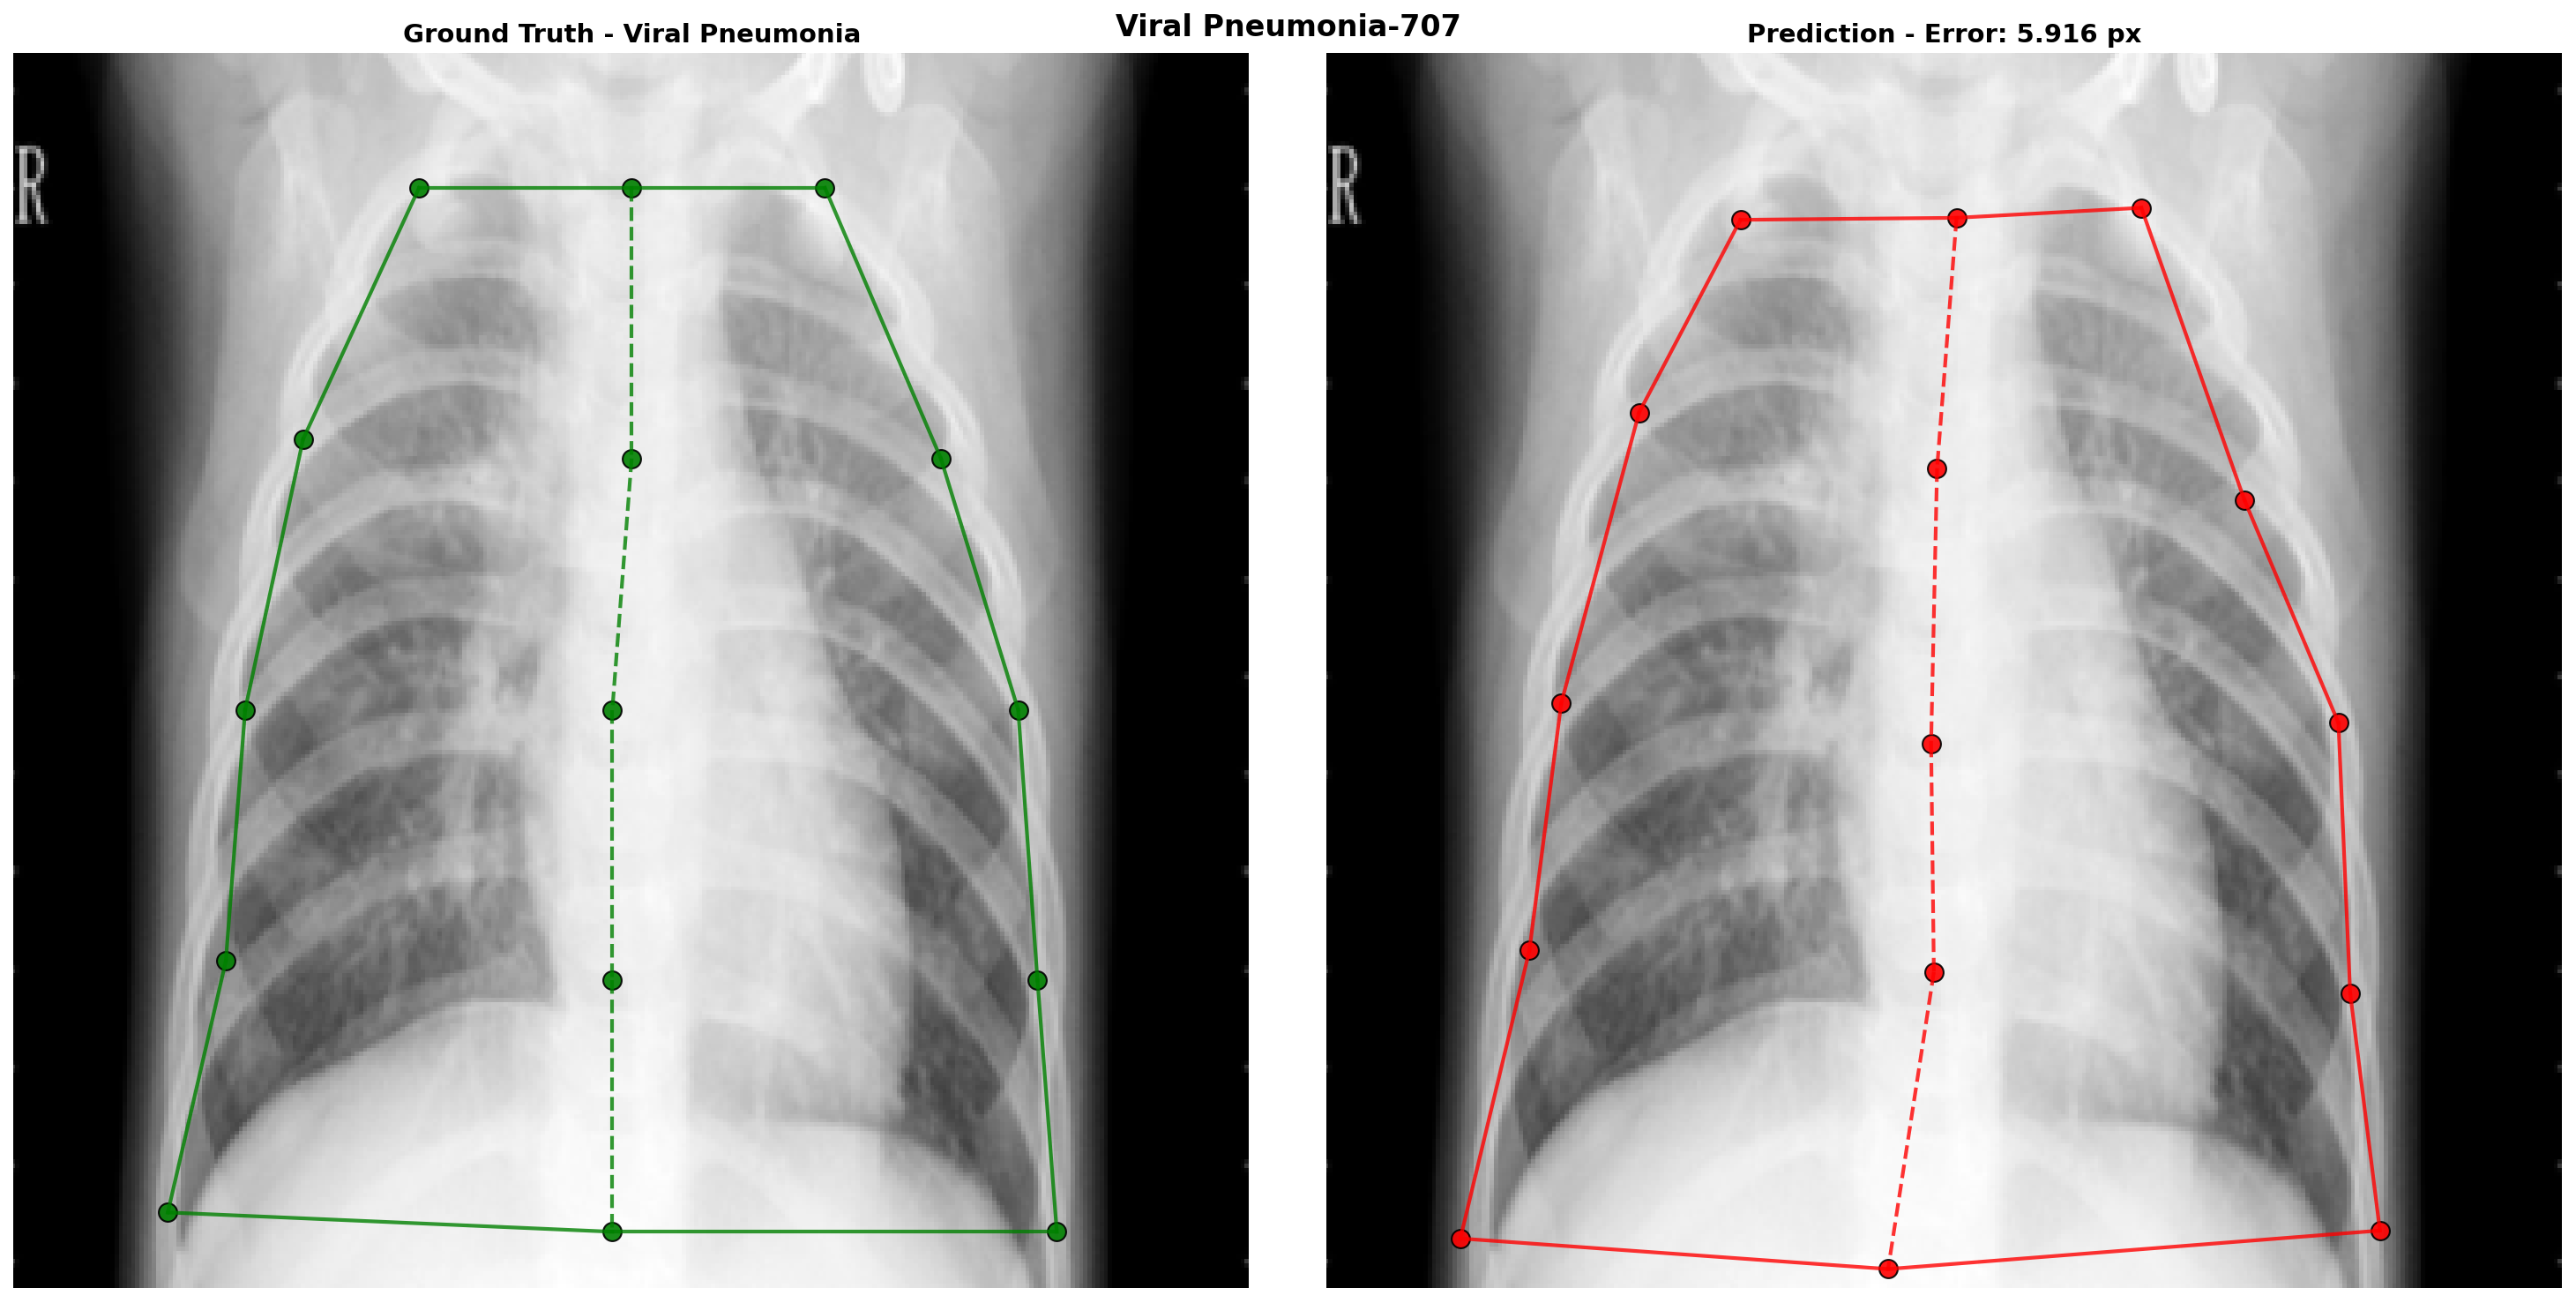 Viral Pneumonia-707
Ground Truth - Viral Pneumonia
Prediction - Error: 5.916 px
R
R